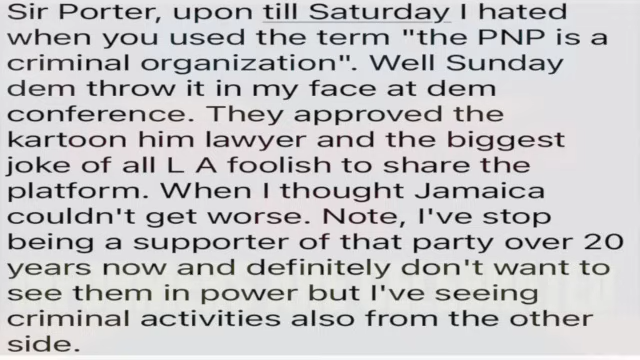 Sir Porter, upon till Saturday I hated
when you used the term "the PNP is a
criminal organization". Well Sunday
dem throw it in my face at dem
conference. They approved the
kartoon him lawyer and the biggest
joke of all L A foolish to share the
platform. When I thought Jamaica
couldn't get worse. Note, I've stop
being a supporter of that party over 20
years now and definitely don't want to
see them in power but I've seeing
criminal activities also from the other
side.